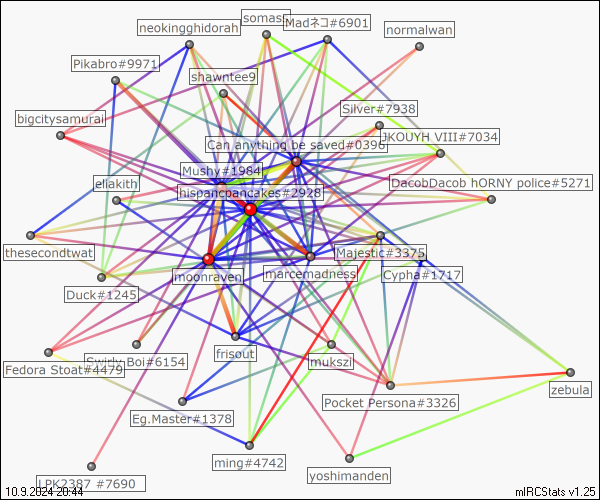 somass
Madネコ#6901
neokingghidorah
normalwan
Pikabro#9971
shawntee9
Silver#7938
bigcitysamurai
JKOUYH VIII#7034
Can anything be saved#0396
Mushy#1984
eliakith
DacobDacob hORNY police#5271
hispanicpancakes#2928
thesecondtwat
Majestic#3375
moonraven
marcemadness
Cypha#1717
Duck#1245
frisout
Swirly Boi#6154
Fedora Stoat#4479
mukszi
zebula
Pocket Persona#3326
Eg.Master#1378
ming#4742
yoshimanden
LPK2387 #7690
10.9.2024 20:44
mIRCStats v1.25